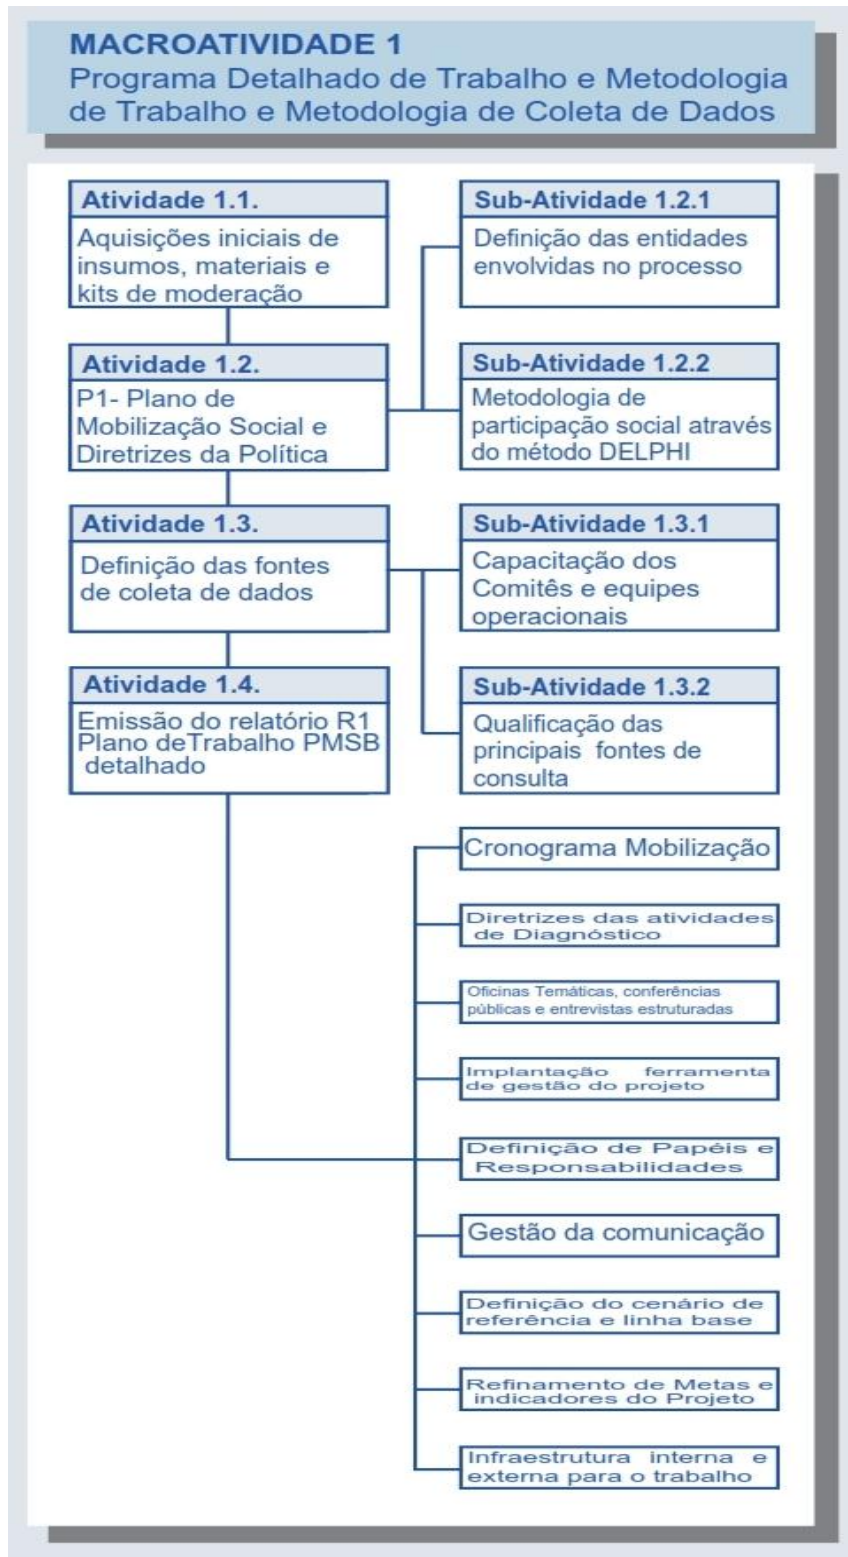 MACROATIVIDADE 1
Programa Detalhado de Trabalho e Metodologia
de Trabalho e Metodologia de Coleta de Dados
Atividade 1.1.
Aquisições iniciais de
insumos, materiais e
kits de moderação
Sub-Atividade 1.2.1
Definição das entidades
envolvidas no processo
Atividade 1.2.
P1- Plano de
Mobilização Social e
Diretrizes da Política
Sub-Atividade 1.2.2
Metodologia de
participação social através
do método DELPHI
Atividade 1.3.
Definição das fontes
de coleta de dados
Sub-Atividade 1.3.1
Capacitação dos
Comitês e equipes
operacionais
Atividade 1.4.
Emissão do relatório R1
Plano deTrabalho PMSB
detalhado
Sub-Atividade 1.3.2
Qualificação das
principais fontes de
consulta
Cronograma Mobilização
Diretrizes das atividades
de Diagnóstico
Oficinas Temáticas, conferências
públicas e entrevistas estruturadas
Implantação ferramenta
de gestão do projeto
Definição de Papéis e
Responsabilidades
Gestão da comunicação
Definição do cenário de
referência e linha base
Refinamento de Metas e
indicadores do Projeto
Infraestrutura interna e
externa para o trabalho